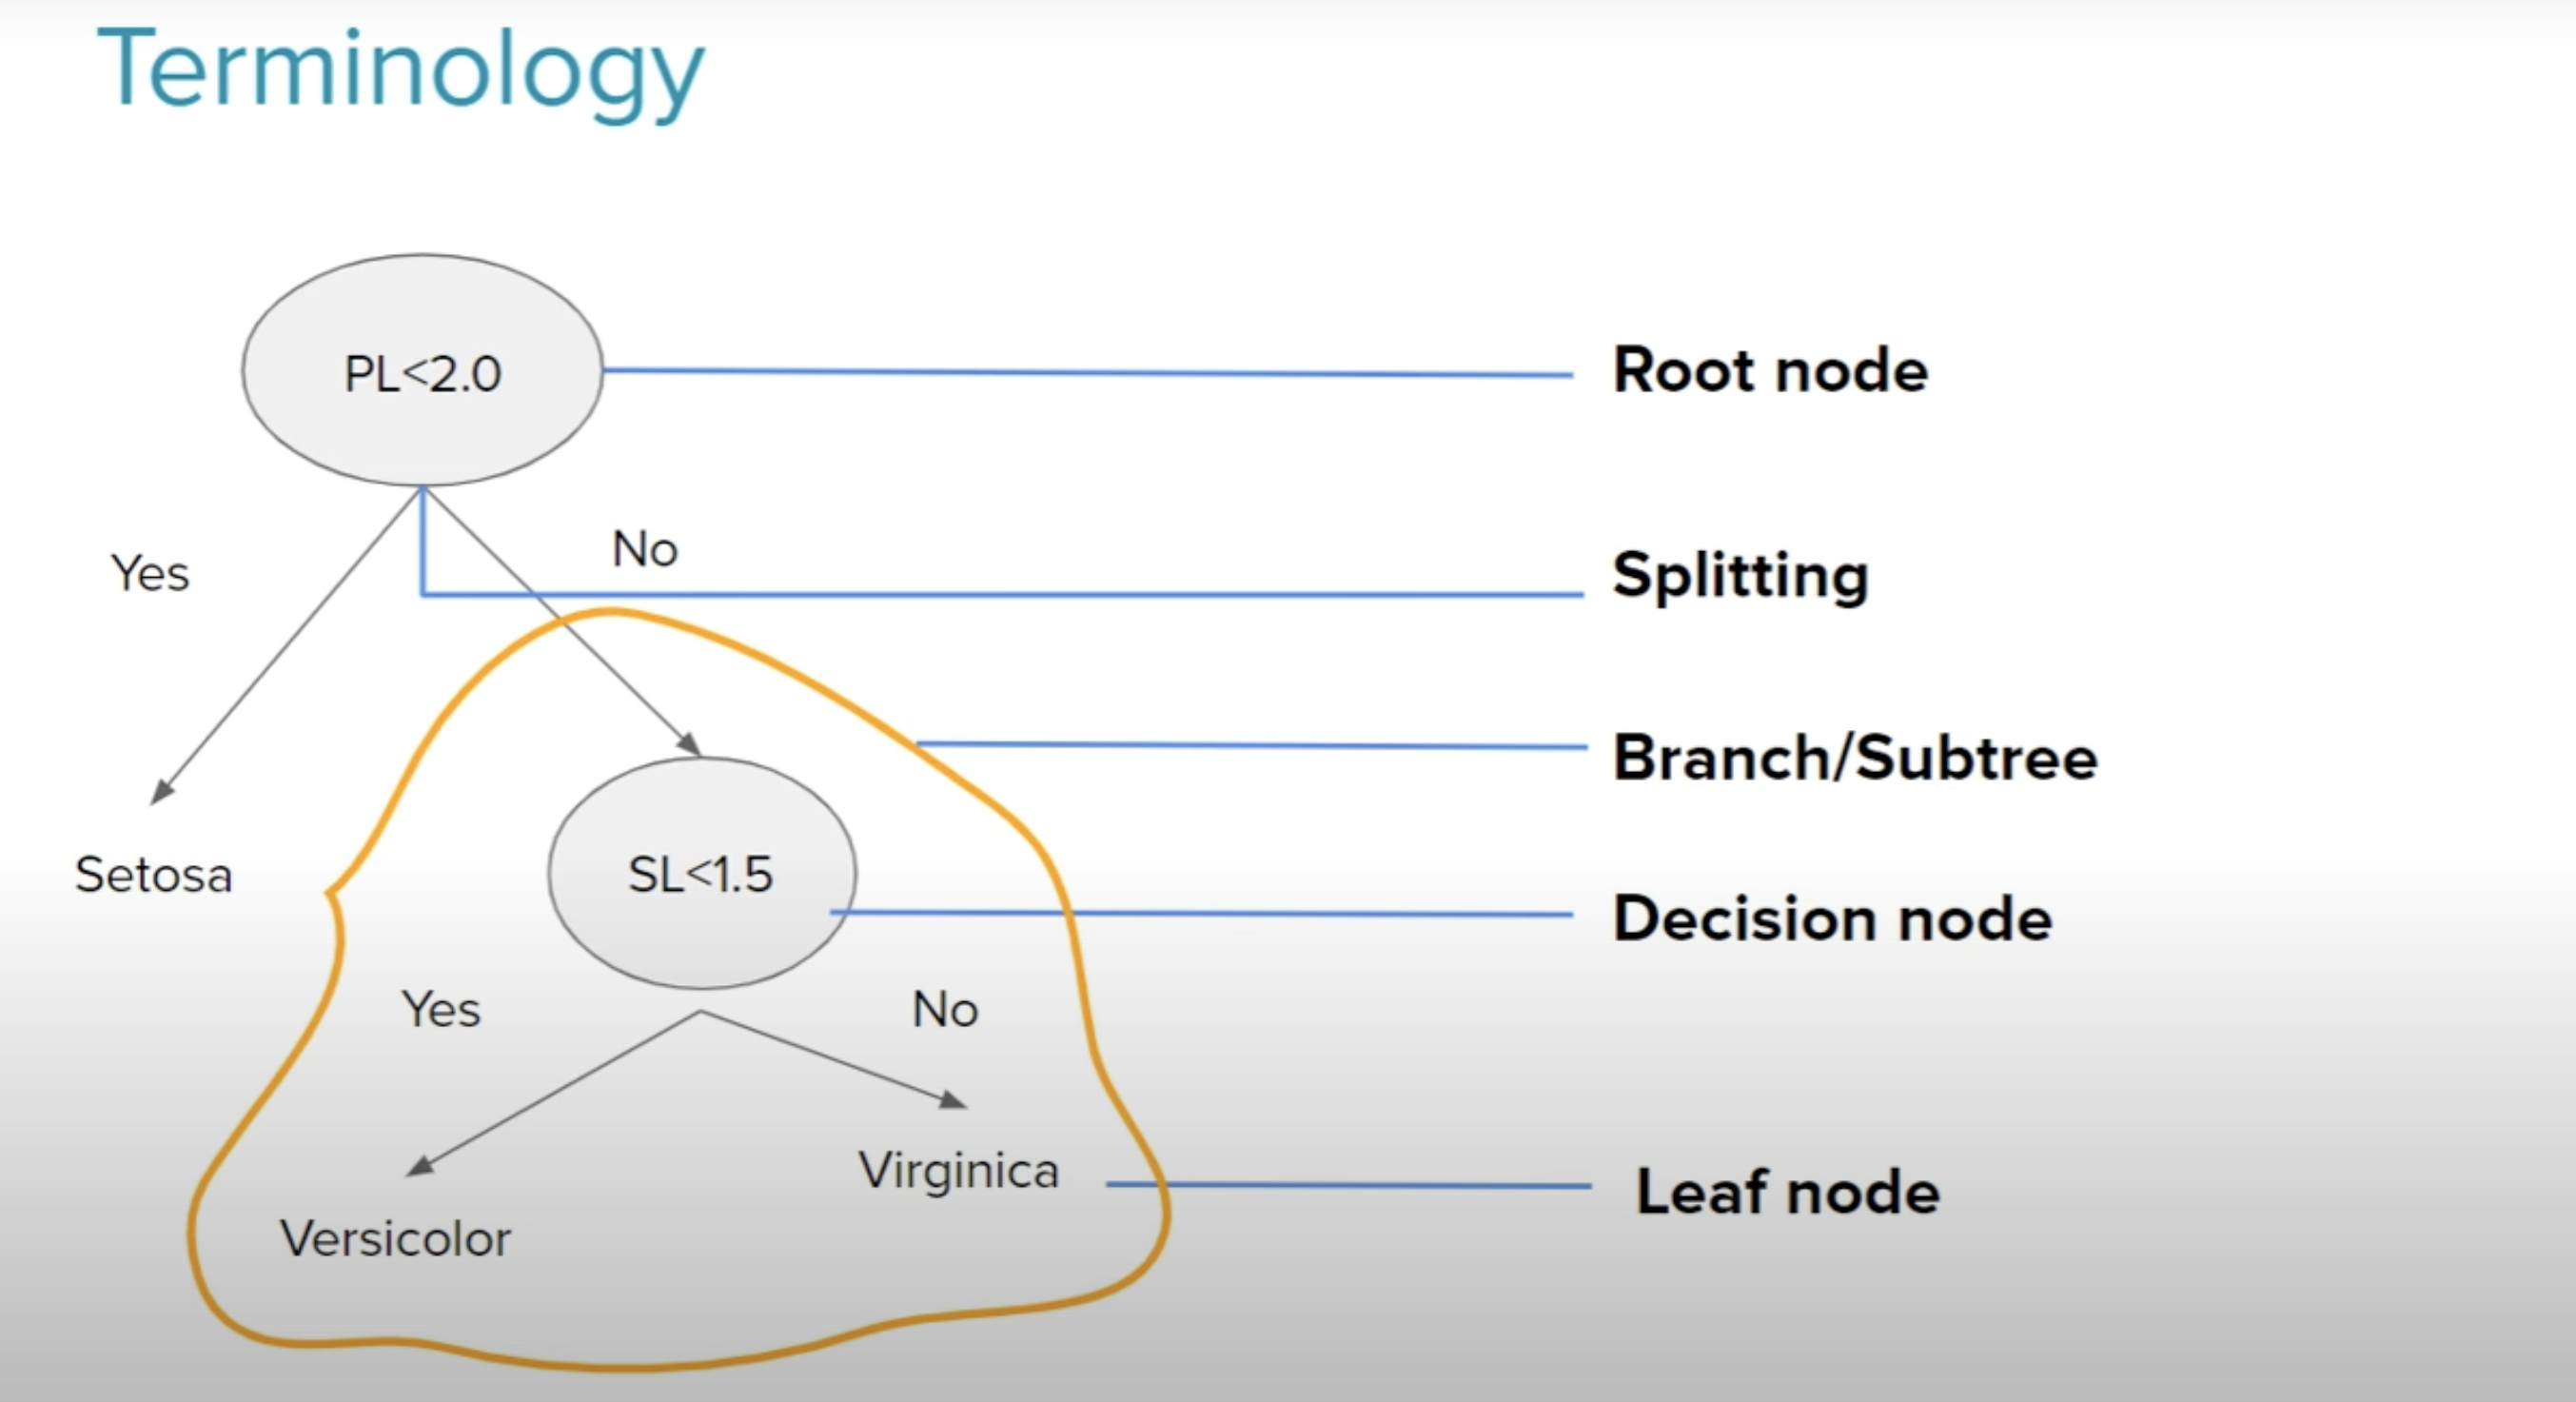 Terminology
PL<2.0
Root node
Yes
No
Splitting
Branch/Subtree
Setosa
SL<1.5
Decision node
Yes
No
Versicolor
Virginica
Leaf node